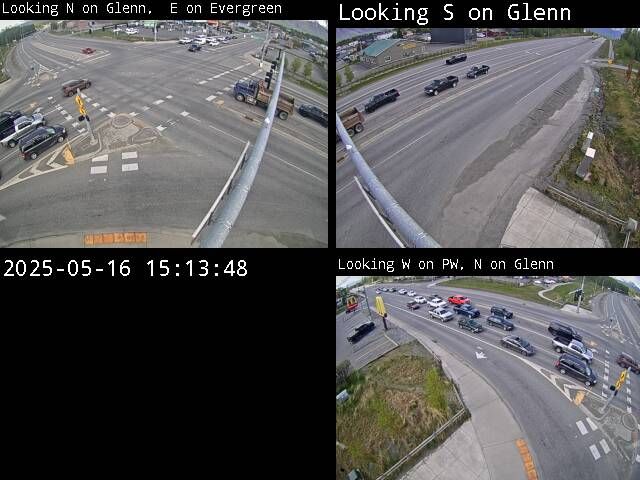 Looking N on Glenn, E on Evergreen
Looking S on Glenn
2025-05-16 15:13:48
Looking W on PW, N on Glenn